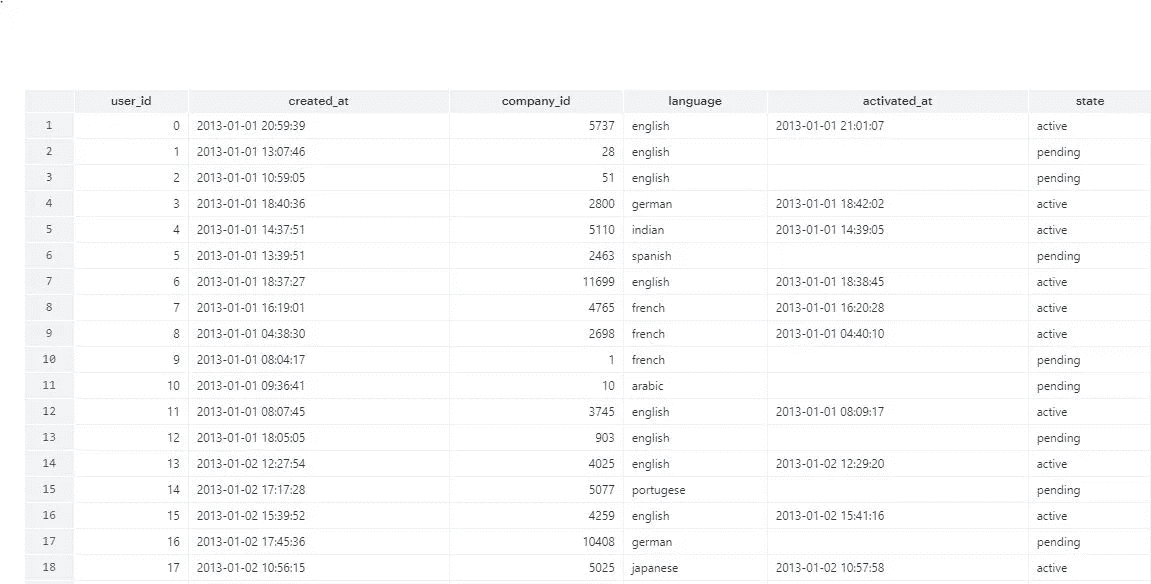 user_id created_at company_id language activated_at state
1 0 2013-01-01 20:59:39 5737 english 2013-01-01 21:01:07 active
2 1 2013-01-01 13:07:46 28 english pending
3 2 2013-01-01 10:59:05 51 english pending
4 3 2013-01-01 18:40:36 2800 german 2013-01-01 18:42:02 active
5 4 2013-01-01 14:37:51 5110 indian 2013-01-01 14:39:05 active
6 5 2013-01-01 13:39:51 2463 spanish pending
7 6 2013-01-01 18:37:27 11699 english 2013-01-01 18:38:45 active
8 7 2013-01-01 16:19:01 4765 french 2013-01-01 16:20:28 active
9 8 2013-01-01 04:38:30 2698 french 2013-01-01 04:40:10 active
10 9 2013-01-01 08:04:17 1 french pending
11 10 2013-01-01 09:36:41 10 arabic pending
12 11 2013-01-01 08:07:45 3745 english 2013-01-01 08:09:17 active
13 12 2013-01-01 18:05:05 903 english pending
14 13 2013-01-02 12:27:54 4025 english 2013-01-02 12:29:20 active
15 14 2013-01-02 17:17:28 5077 portugese pending
16 15 2013-01-02 15:39:52 4259 english 2013-01-02 15:41:16 active
17 16 2013-01-02 17:45:36 10408 german pending
18 17 2013-01-02 10:56:15 5025 japanese 2013-01-02 10:57:58 active